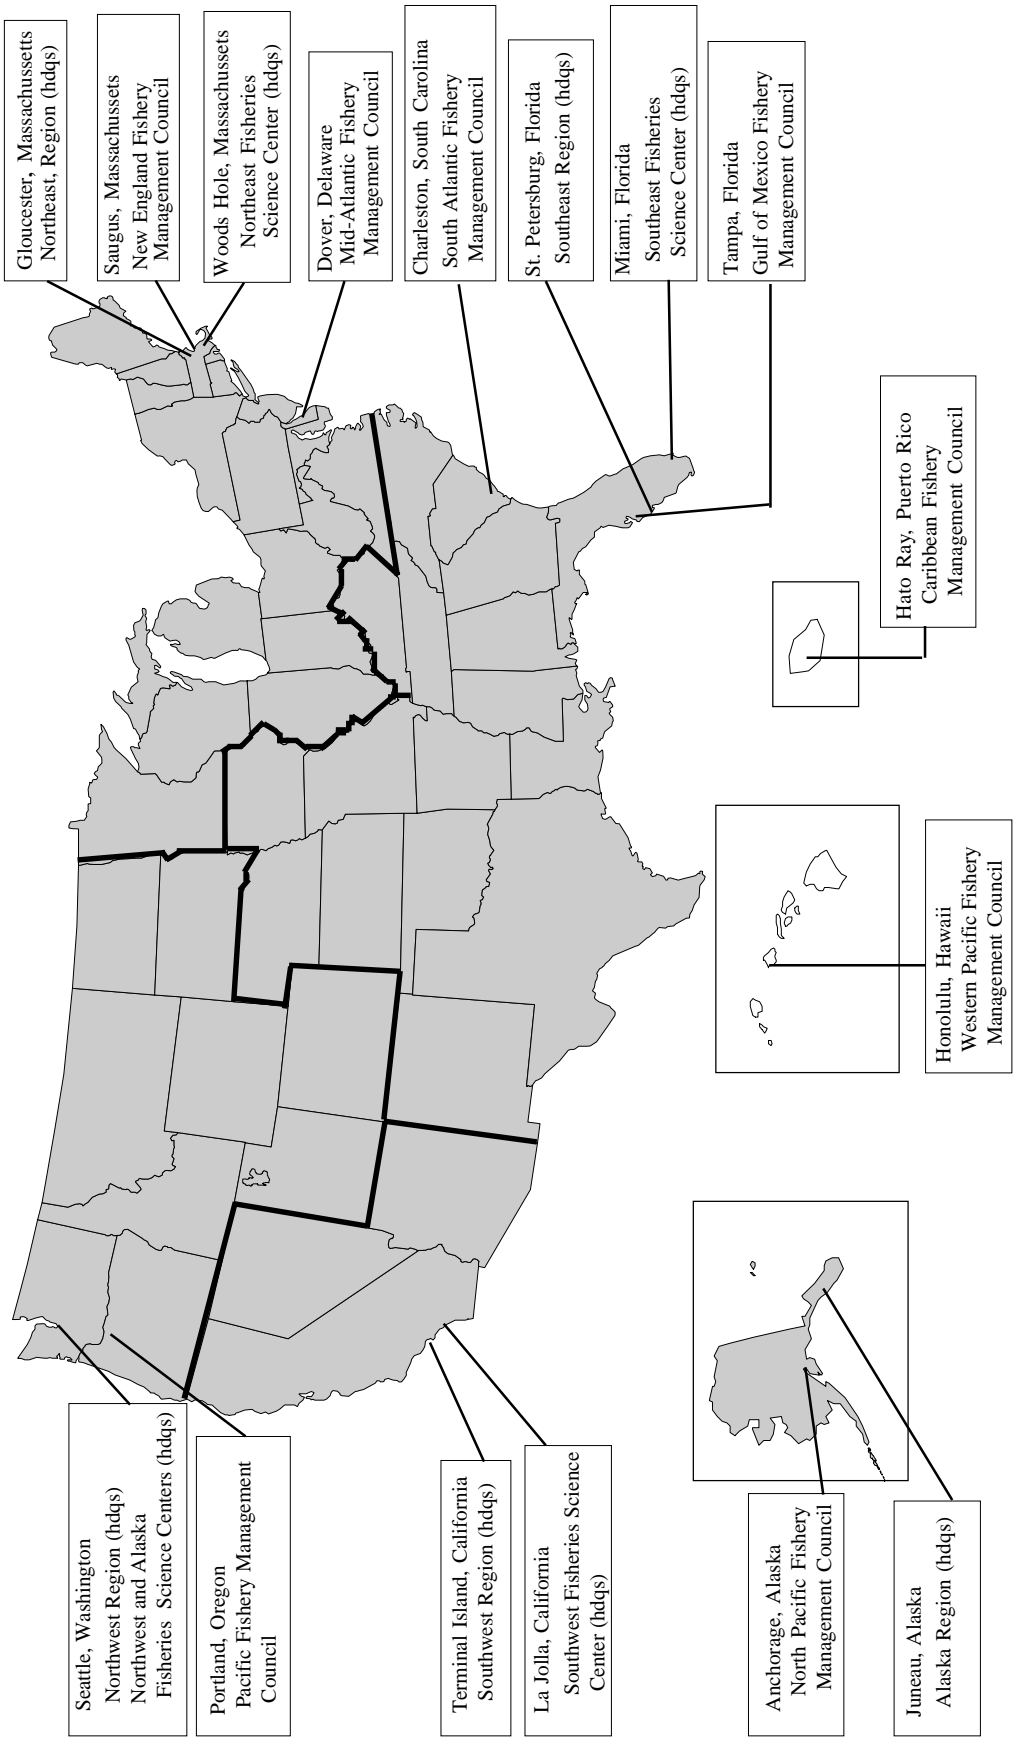 Gloucester, Massachussetts
Northeast, Region (hdqs)
Saugus, Massachussets
New England Fishery
Management Council
Woods Hole, Massachussets
Northeast Fisheries
Science Center (hdqs)
Dover, Delaware
Mid-Atlantic Fishery
Management Council
Charleston, South Carolina
South Atlantic Fishery
Management Council
St. Petersburg, Florida
Southeast Region (hdqs)
Miami, Florida
Southeast Fisheries
Science Center (hdqs)
Tampa, Florida
Gulf of Mexico Fishery
Management Council
Hato Ray, Puerto Rico
Caribbean Fishery
Management Council
Honolulu, Hawaii
Western Pacific Fishery
Management Council
Seattle, Washington
Northwest Region (hdqs)
Northwest and Alaska
Fisheries Science Centers (hdqs)
Portland, Oregon
Pacific Fishery Management
Council
Terminal Island, California
Southwest Region (hdqs)
La Jolla, California
Southwest Fisheries Science
Center (hdqs)
Anchorage, Alaska
North Pacific Fishery
Management Council
Juneau, Alaska
Alaska Region (hdqs)